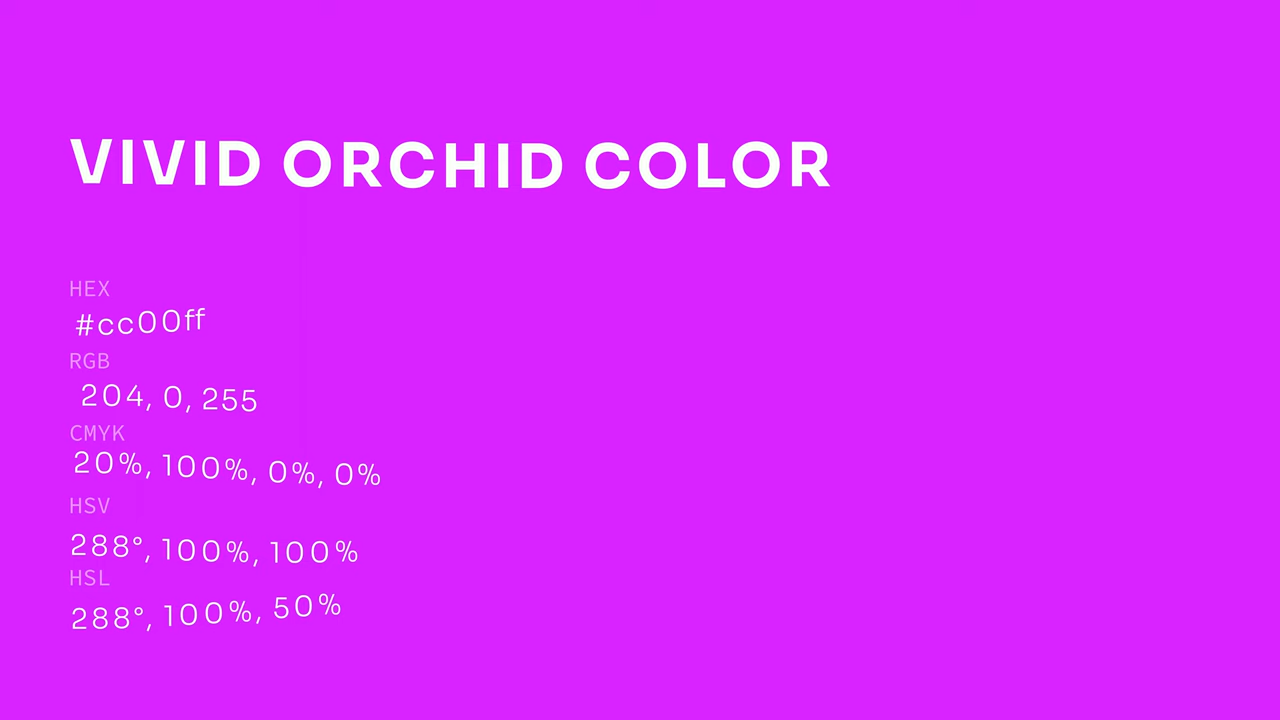 VIVID ORCHID COLOR
HEX
#cc00ff
RGB
204, 0, 255
CMYK
20%, 100%, 0%, 0%
HSV
288°, 100%, 100%
HSL
288°, 100%, 50%